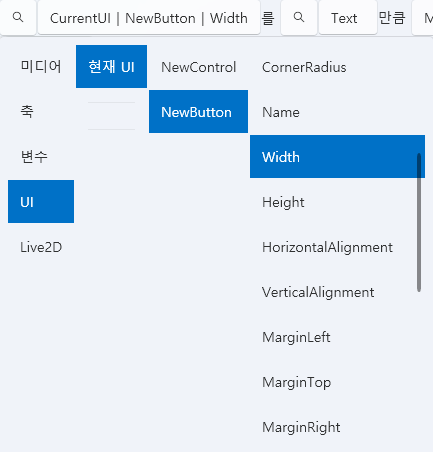 CurrentUI | NewButton | Width 를 Text 만큼 M
미디어 현재 UI NewControl CornerRadius
축 NewButton Name
변수 Width
UI Height
Live2D HorizontalAlignment
VerticalAlignment
MarginLeft
MarginTop
MarginRight